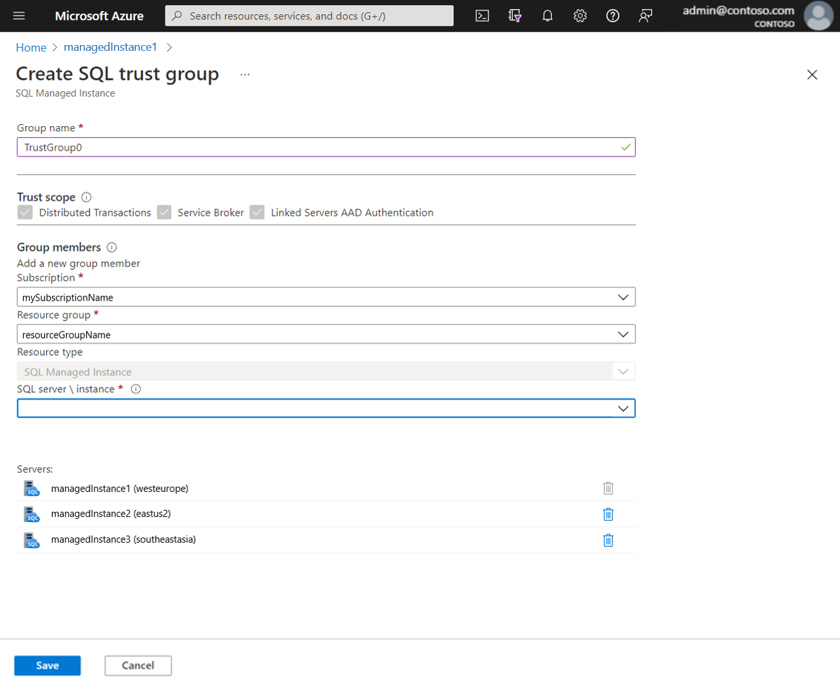 Microsoft Azure
Search resources, services, and docs (G+/)
admin@contoso.com
CONTOSO
Home > managedInstance1 >
Create SQL trust group ...
SQL Managed Instance
Group name *
TrustGroup0
Trust scope
Distributed Transactions Service Broker Linked Servers AAD Authentication
Group members
Add a new group member
Subscription *
mySubscriptionName
Resource group *
resourceGroupName
Resource type
SQL Managed Instance
SQL server \ instance *
Servers:
SQL managedInstance1 (westeurope)
SQL managedInstance2 (eastus2)
SQL managedInstance3 (southeastasia)
Save Cancel